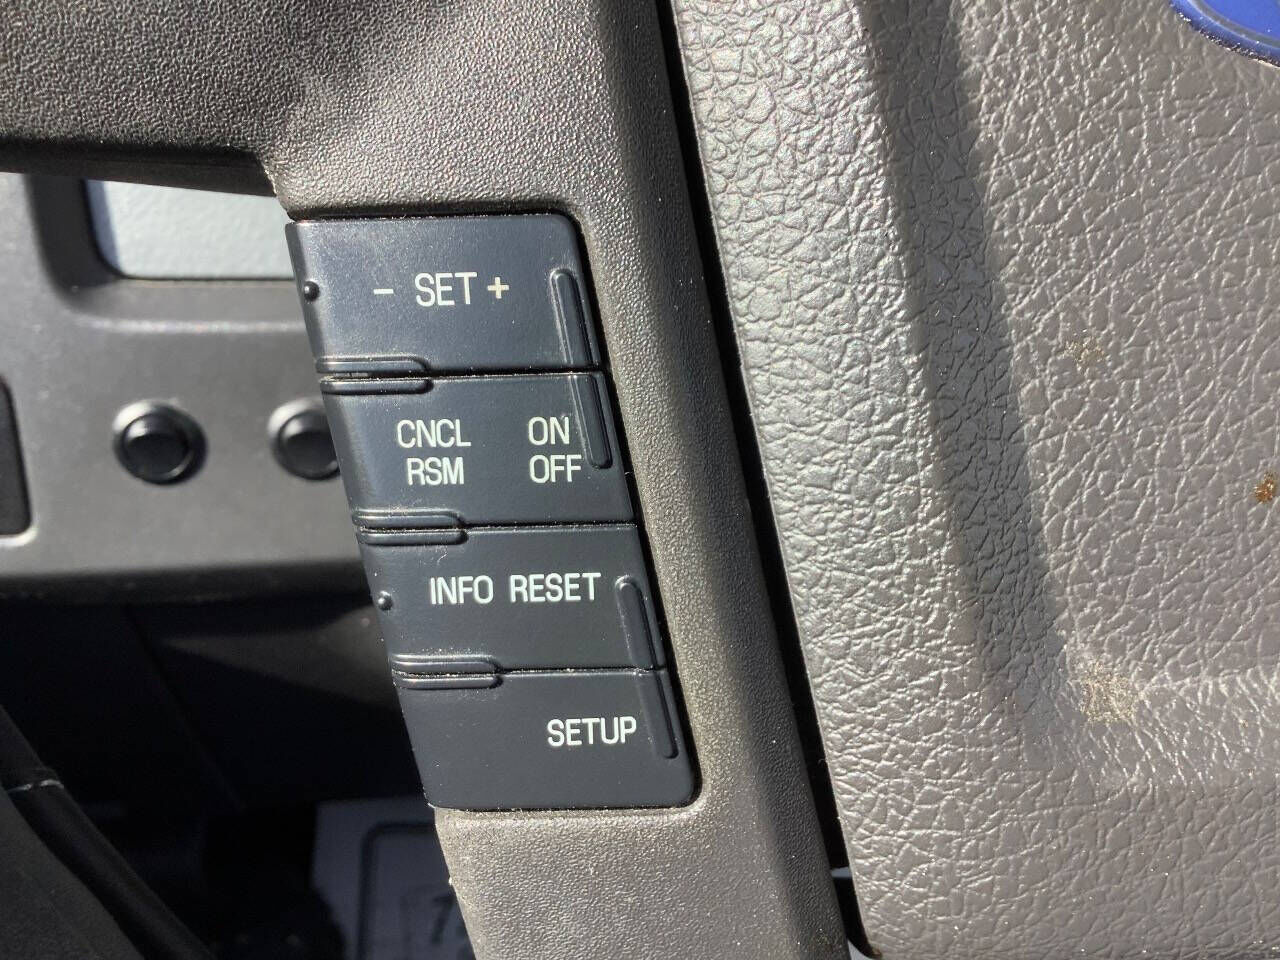 - SET +
CNCL ON
RSM OFF
INFO RESET
SETUP